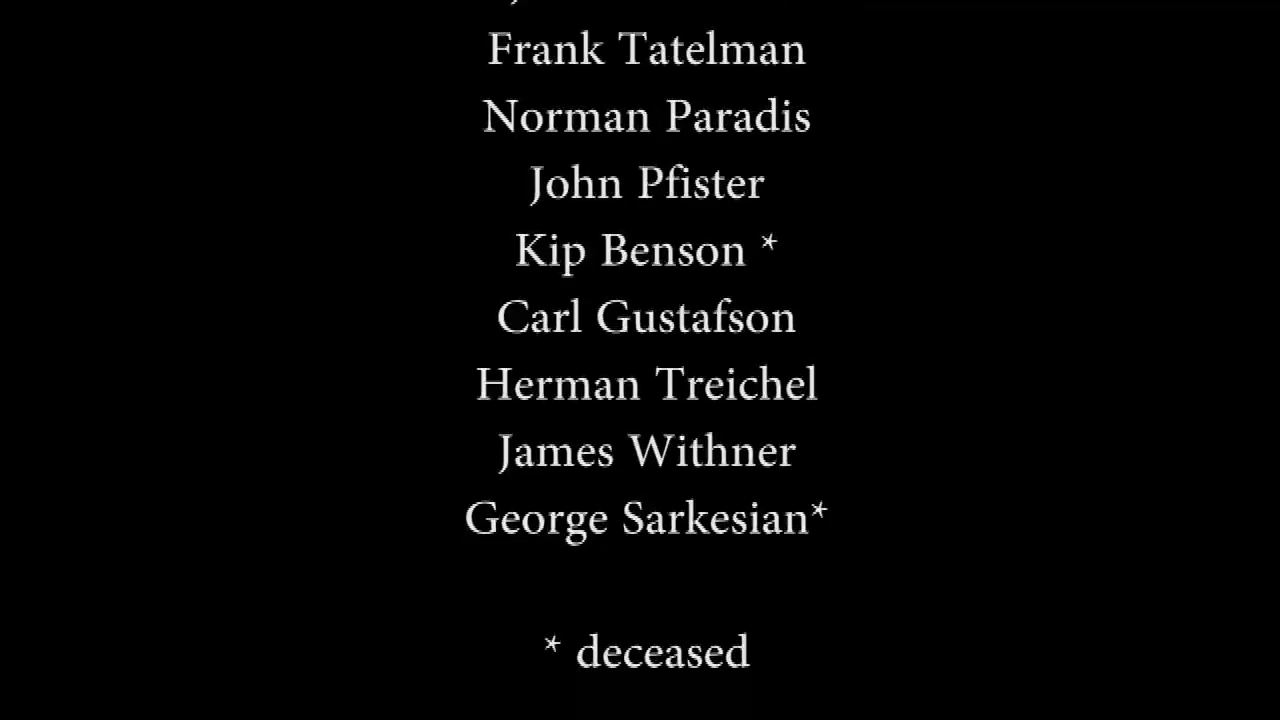 Frank Tatelman
Norman Paradis
John Pfister
Kip Benson *
Carl Gustafson
Herman Treichel
James Withner
George Sarkesian*
* deceased